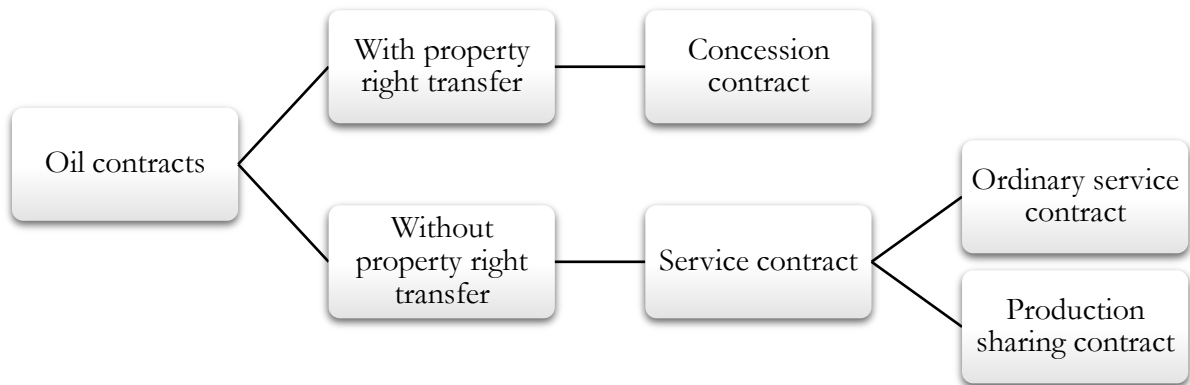 Oil contracts
With property
right transfer
Concession
contract
Without
property right
transfer
Service contract
Ordinary service
contract
Production
sharing contract